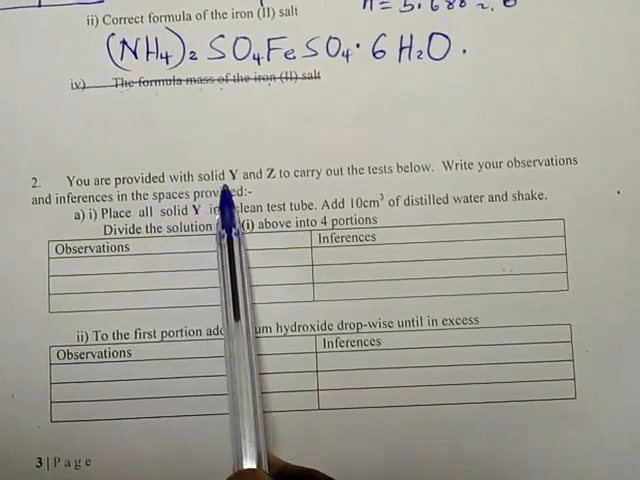 ii) Correct formula of the iron (II) salt
n = 5.688 ≈ 6
(NH₄)₂ SO₄FeSO₄· 6 H₂O .
iv) The formula mass of the iron (II) salt
2. You are provided with solid Y and Z to carry out the tests below. Write your observations
and inferences in the spaces provided:-
a) i) Place all solid Y in clean test tube. Add 10cm³ of distilled water and shake.
Divide the solution (i) above into 4 portions
Observations Inferences
ii) To the first portion add um hydroxide drop-wise until in excess
Observations Inferences
3 | P a g e